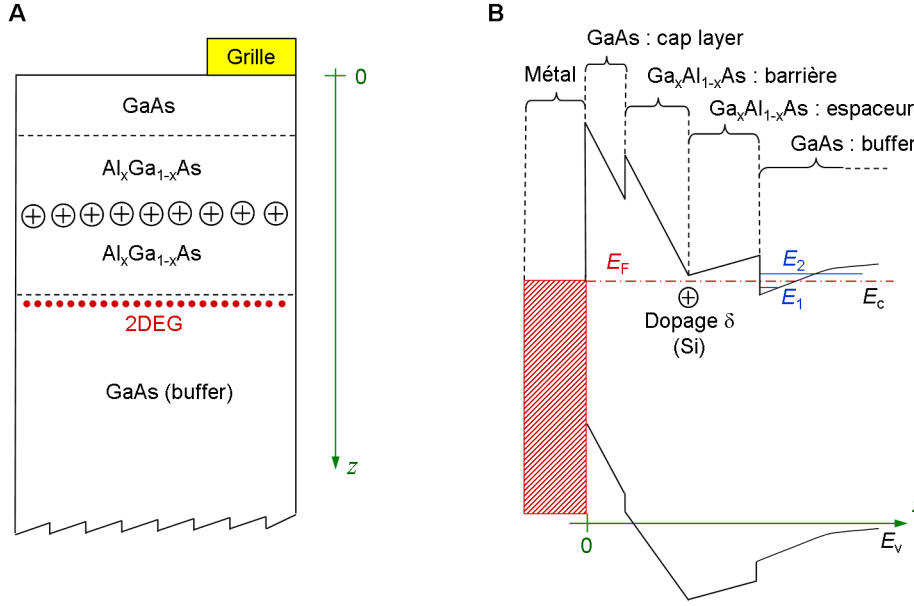 A
Grille
0
GaAs
AlxGa1-xAs
AlxGa1-xAs
2DEG
GaAs (buffer)
z
B
GaAs : cap layer
Métal
GaxAl1-xAs : barrière
GaxAl1-xAs : espaceur
GaAs : buffer
EF
E2
E1
Ec
Dopage δ
(Si)
0
Ev